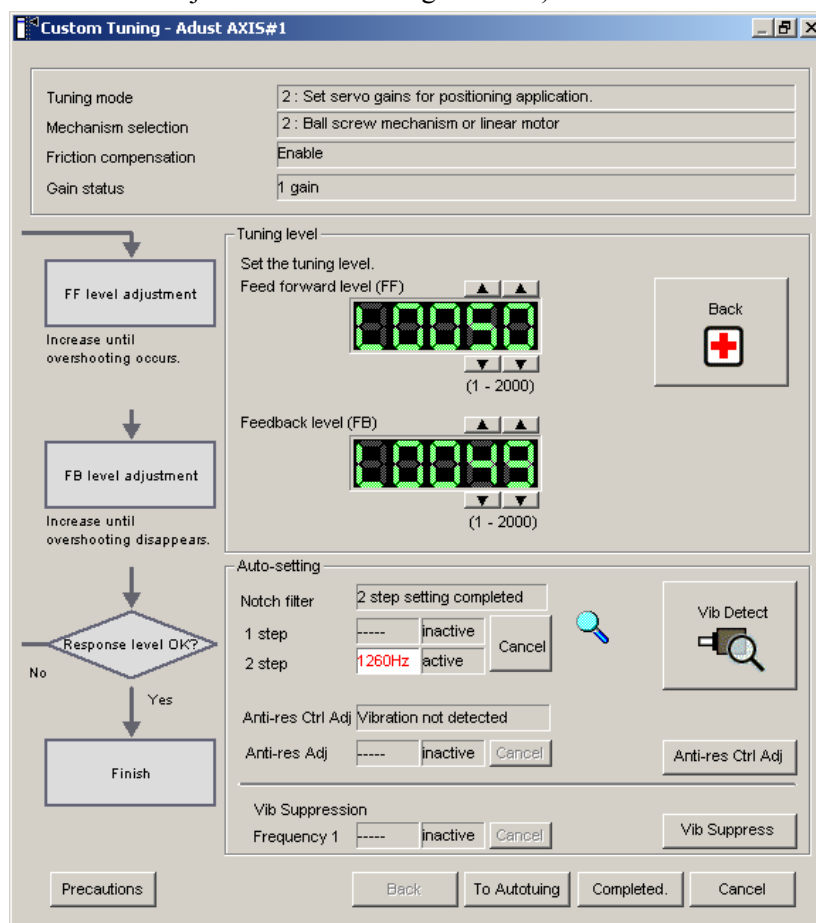 Custom Tuning - Adust AXIS#1
Tuning mode 2 : Set servo gains for positioning application.
Mechanism selection 2 : Ball screw mechanism or linear motor
Friction compensation Enable
Gain status 1 gain
FF level adjustment
Increase until
overshooting occurs.
FB level adjustment
Increase until
overshooting disappears.
Response level OK?
No
Yes
Finish
Tuning level
Set the tuning level.
Feed forward level (FF)
L0050
(1 - 2000)
Back
Feedback level (FB)
L0049
(1 - 2000)
Auto-setting
Notch filter 2 step setting completed
1 step ----- inactive
2 step 1260Hz active
Cancel
Vib Detect
Anti-res Ctrl Adj Vibration not detected
Anti-res Adj ----- inactive Cancel
Anti-res Ctrl Adj
Vib Suppression
Frequency 1 ----- inactive Cancel
Vib Suppress
Precautions Back To Autotuing Completed. Cancel